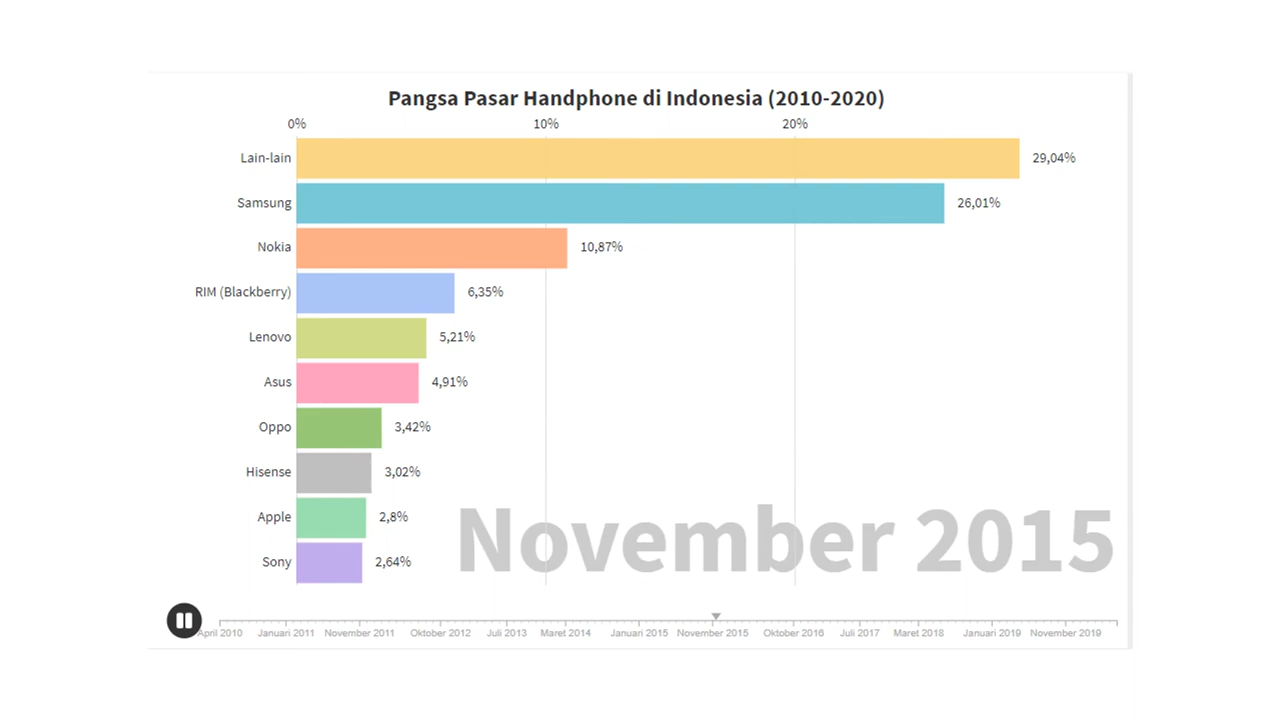 Pangsa Pasar Handphone di Indonesia (2010-2020)
0% 10% 20%
Lain-lain 29,04%
Samsung 26,01%
Nokia 10,87%
RIM (Blackberry) 6,35%
Lenovo 5,21%
Asus 4,91%
Oppo 3,42%
Hisense 3,02%
Apple 2,8%
Sony 2,64%
November 2015
April 2010 Januari 2011 November 2011 Oktober 2012 Juli 2013 Maret 2014 Januari 2015 November 2015 Oktober 2016 Juli 2017 Maret 2018 Januari 2019 November 2019